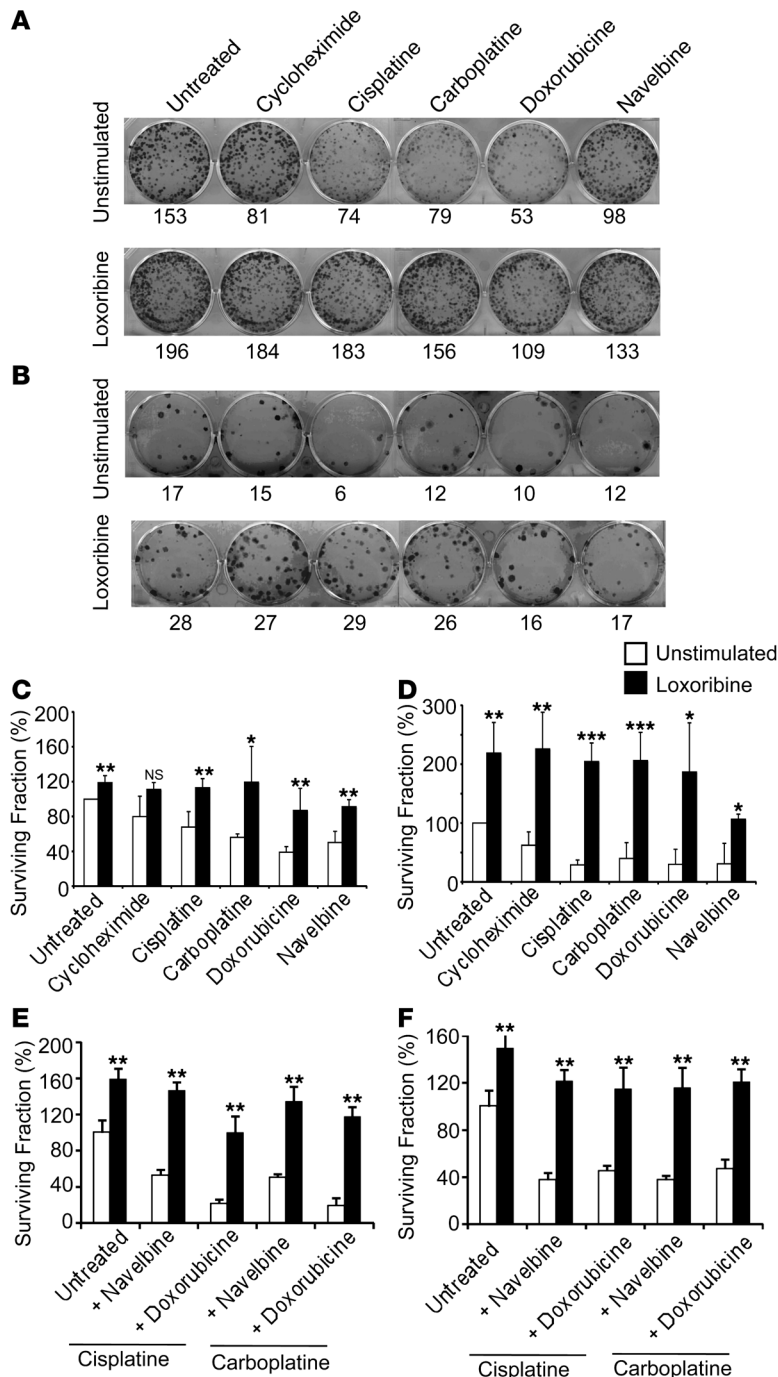 A
Untreated
Cycloheximide
Cisplatine
Carboplatine
Doxorubicine
Navelbine
Unstimulated
153 81 74 79 53 98
Loxoribine
196 184 183 156 109 133
B
Unstimulated
17 15 6 12 10 12
Loxoribine
28 27 29 26 16 17
Unstimulated
Loxoribine
C
Surviving Fraction (%)
200
160
120
80
40
0
** NS ** * ** **
Untreated
Cycloheximide
Cisplatine
Carboplatine
Doxorubicine
Navelbine
D
Surviving Fraction (%)
300
200
100
0
** ** *** *** * *
Untreated
Cycloheximide
Cisplatine
Carboplatine
Doxorubicine
Navelbine
E
Surviving Fraction (%)
200
160
120
80
40
0
** ** ** ** **
Untreated
+ Navelbine
+ Doxorubicine
+ Navelbine
+ Doxorubicine
Cisplatine
Carboplatine
F
Surviving Fraction (%)
160
120
80
40
0
** ** ** ** **
Untreated
+ Navelbine
+ Doxorubicine
+ Navelbine
+ Doxorubicine
Cisplatine
Carboplatine